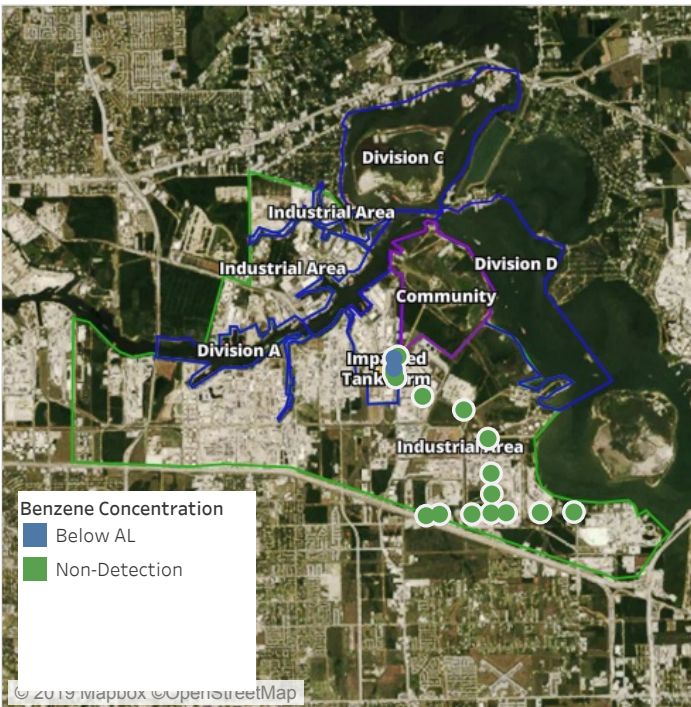 Division C
Industrial Area
Division D
Industrial Area
Community
Division A
Impacted
Tank Farm
Industrial Area
Benzene Concentration
Below AL
Non-Detection
© 2019 Mapbox ©OpenStreetMap